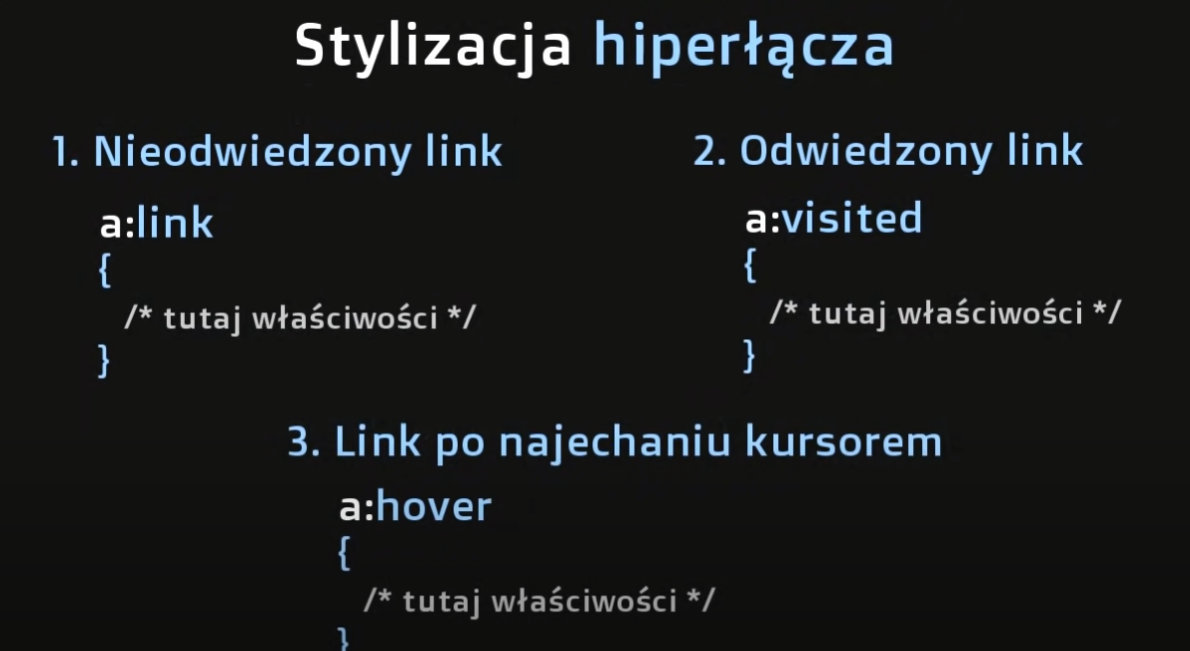 Stylizacja hiperłącza
1. Nieodwiedzony link
a:link
{
/* tutaj właściwości */
}
2. Odwiedzony link
a:visited
{
/* tutaj właściwości */
}
3. Link po najechaniu kursorem
a:hover
{
/* tutaj właściwości */
}